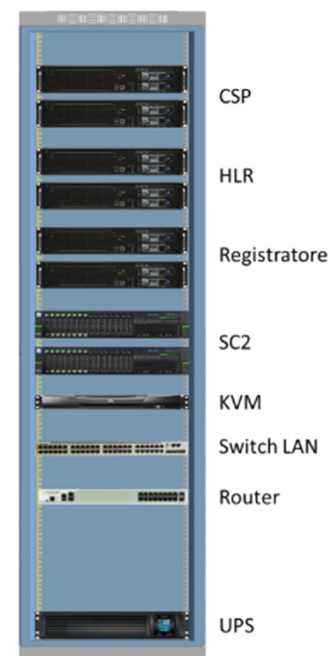 CSP
HLR
Registratore
SC2
KVM
Switch LAN
Router
UPS